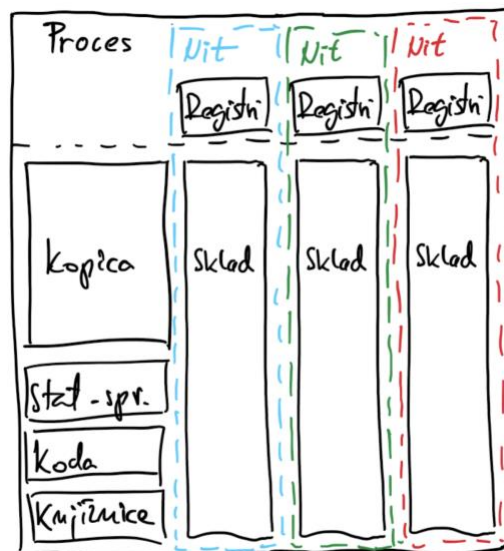 Proces
Nit
Nit
Nit
Registri
Registri
Registri
Kopica
Sklad
Sklad
Sklad
Stat. spr.
Koda
Knjižnice